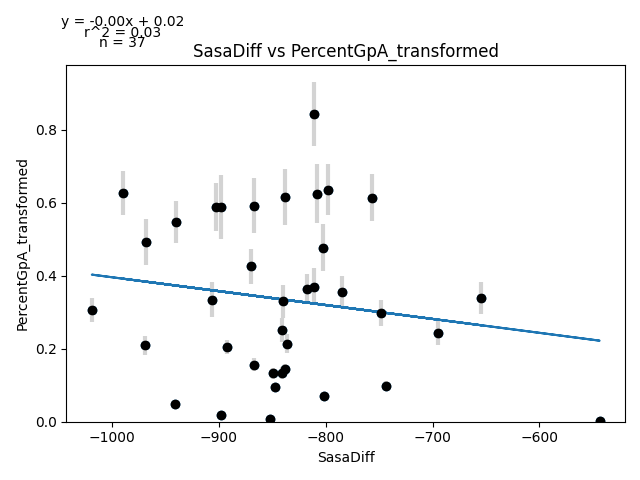 y = -0.00x + 0.02
r^2 = 0.03
n = 37
SasaDiff vs PercentGpA_transformed
PercentGpA_transformed
0.8
0.6
0.4
0.2
0.0
−1000
−900
−800
−700
−600
SasaDiff